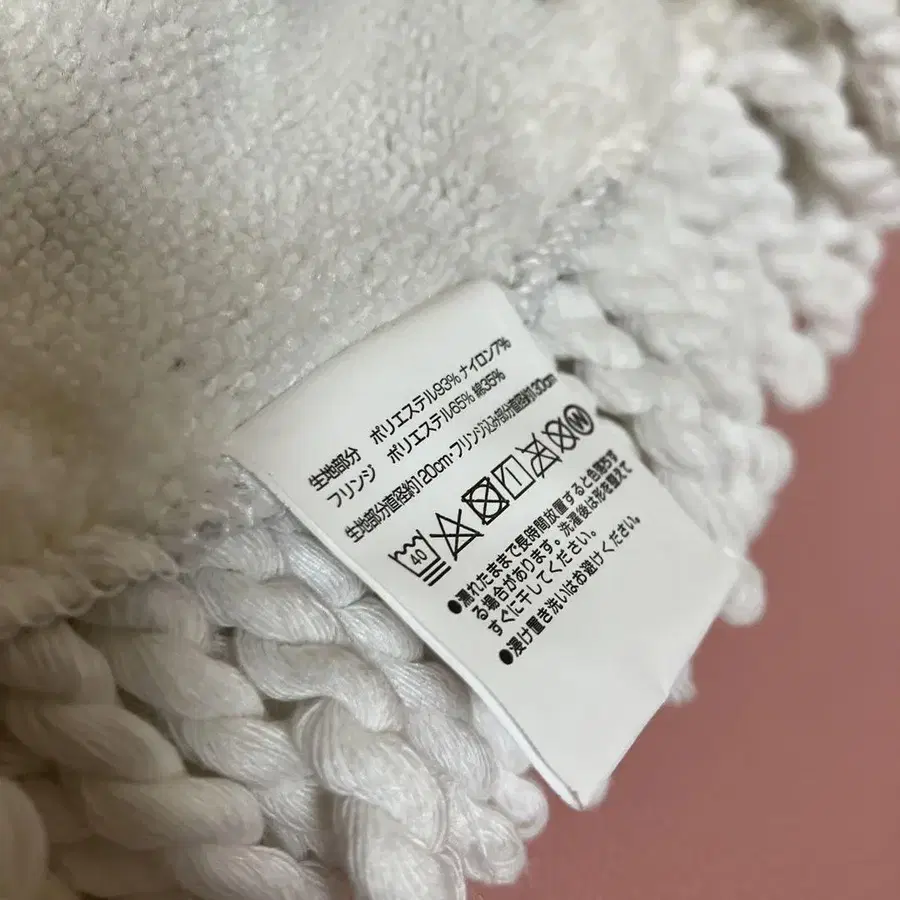 生地部分 ポリエステル93% ナイロン7%
フリンジ ポリエステル65% 綿35%
生地部分直径約120cm・フリンジ込み部分直径約130cm
40 W
●濡れたままで長時間放置すると色落ちす
る場合があります。洗濯後は形を整えて
すぐに干してください。
●浸け置き洗いはお避けください。